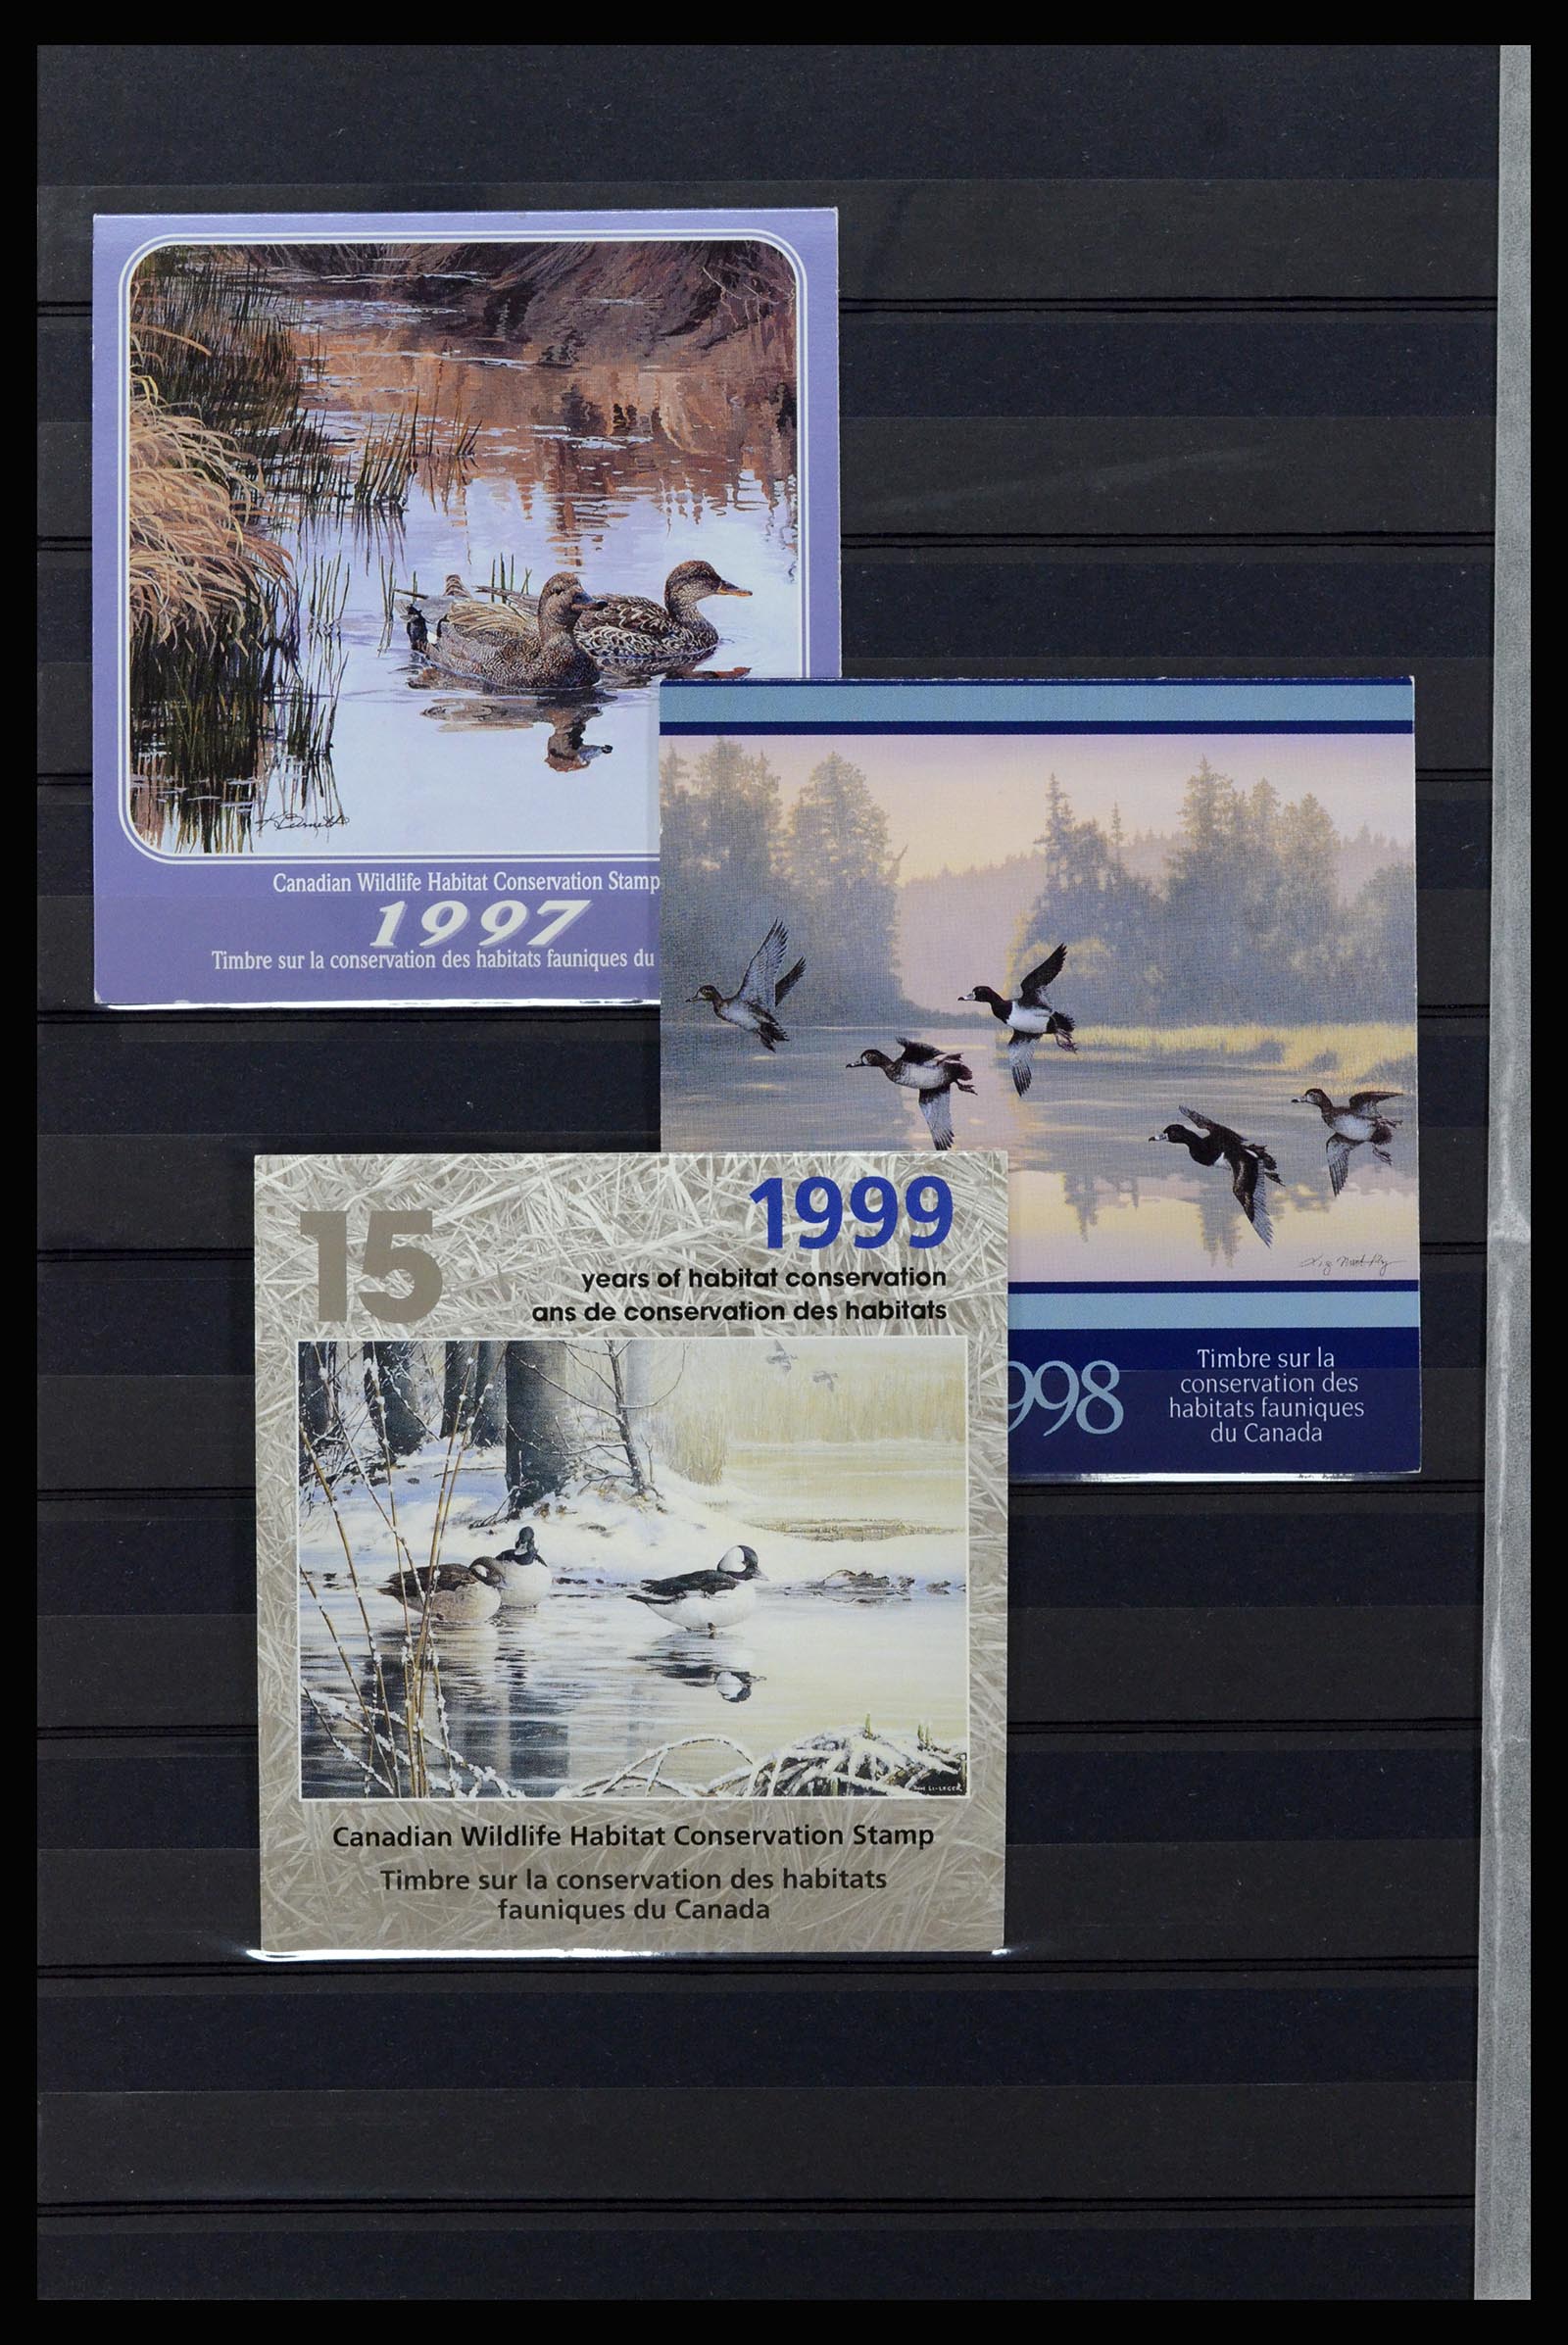 Canadian Wildlife Habitat Conservation Stamp
1997
Timbre sur la conservation des habitats fauniques du
998
Timbre sur la
conservation des
habitats fauniques
du Canada
15
1999
years of habitat conservation
ans de conservation des habitats
Canadian Wildlife Habitat Conservation Stamp
Timbre sur la conservation des habitats
fauniques du Canada